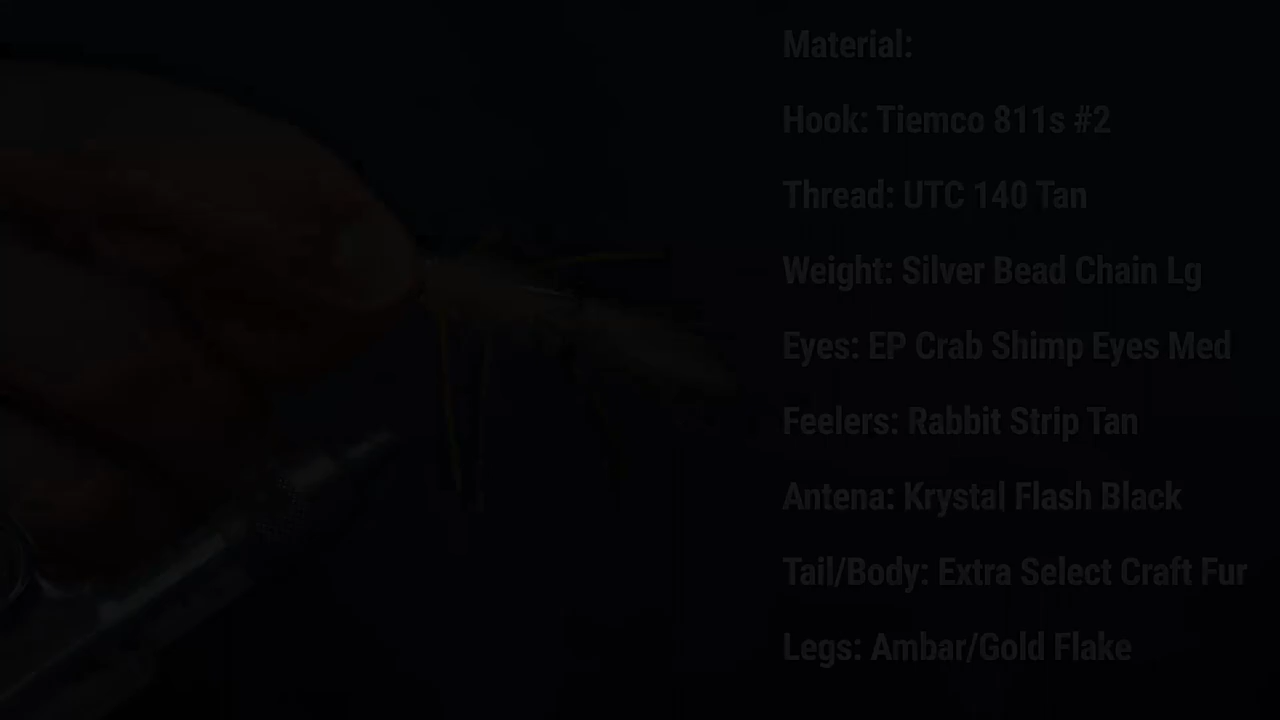 Material:
Hook: Tiemco 811s #2
Thread: UTC 140 Tan
Weight: Silver Bead Chain Lg
Eyes: EP Crab Shimp Eyes Med
Feelers: Rabbit Strip Tan
Antena: Krystal Flash Black
Tail/Body: Extra Select Craft Fur
Legs: Ambar/Gold Flake